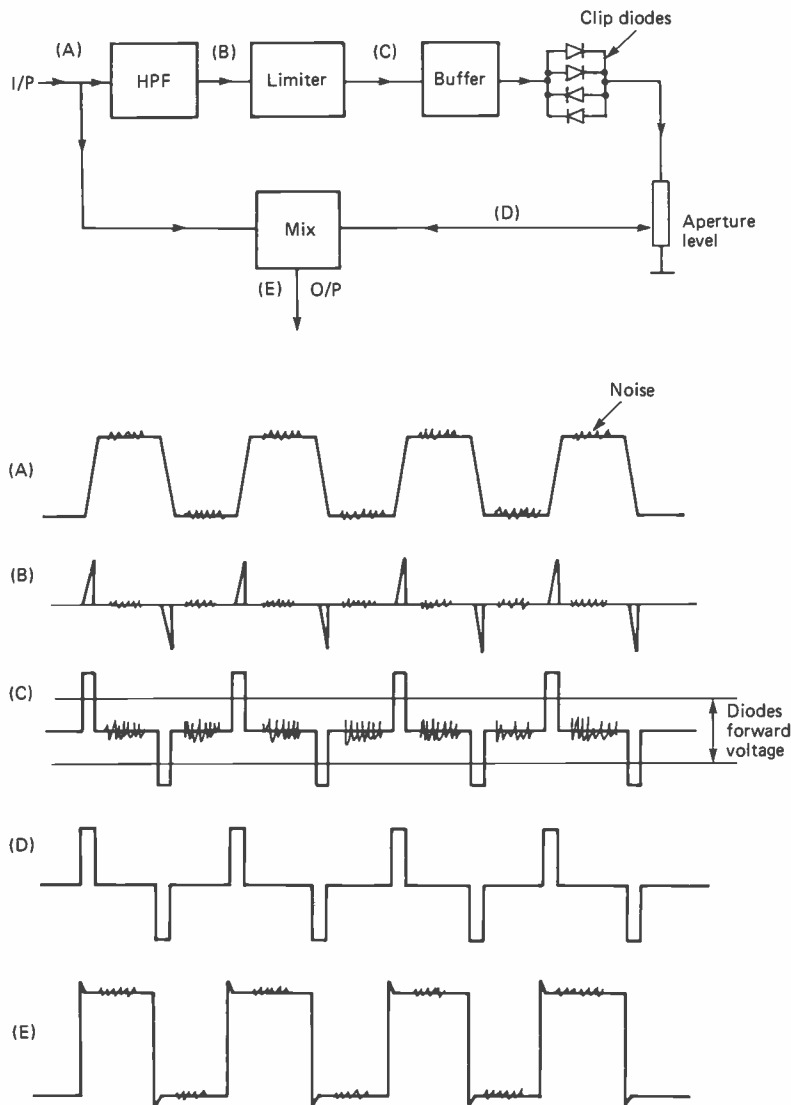 Clip diodes
(A)
(B)
(C)
I/P
HPF
Limiter
Buffer
(D)
Mix
Aperture
level
(E)
O/P
Noise
(A)
(B)
(C)
Diodes
forward
voltage
(D)
(E)